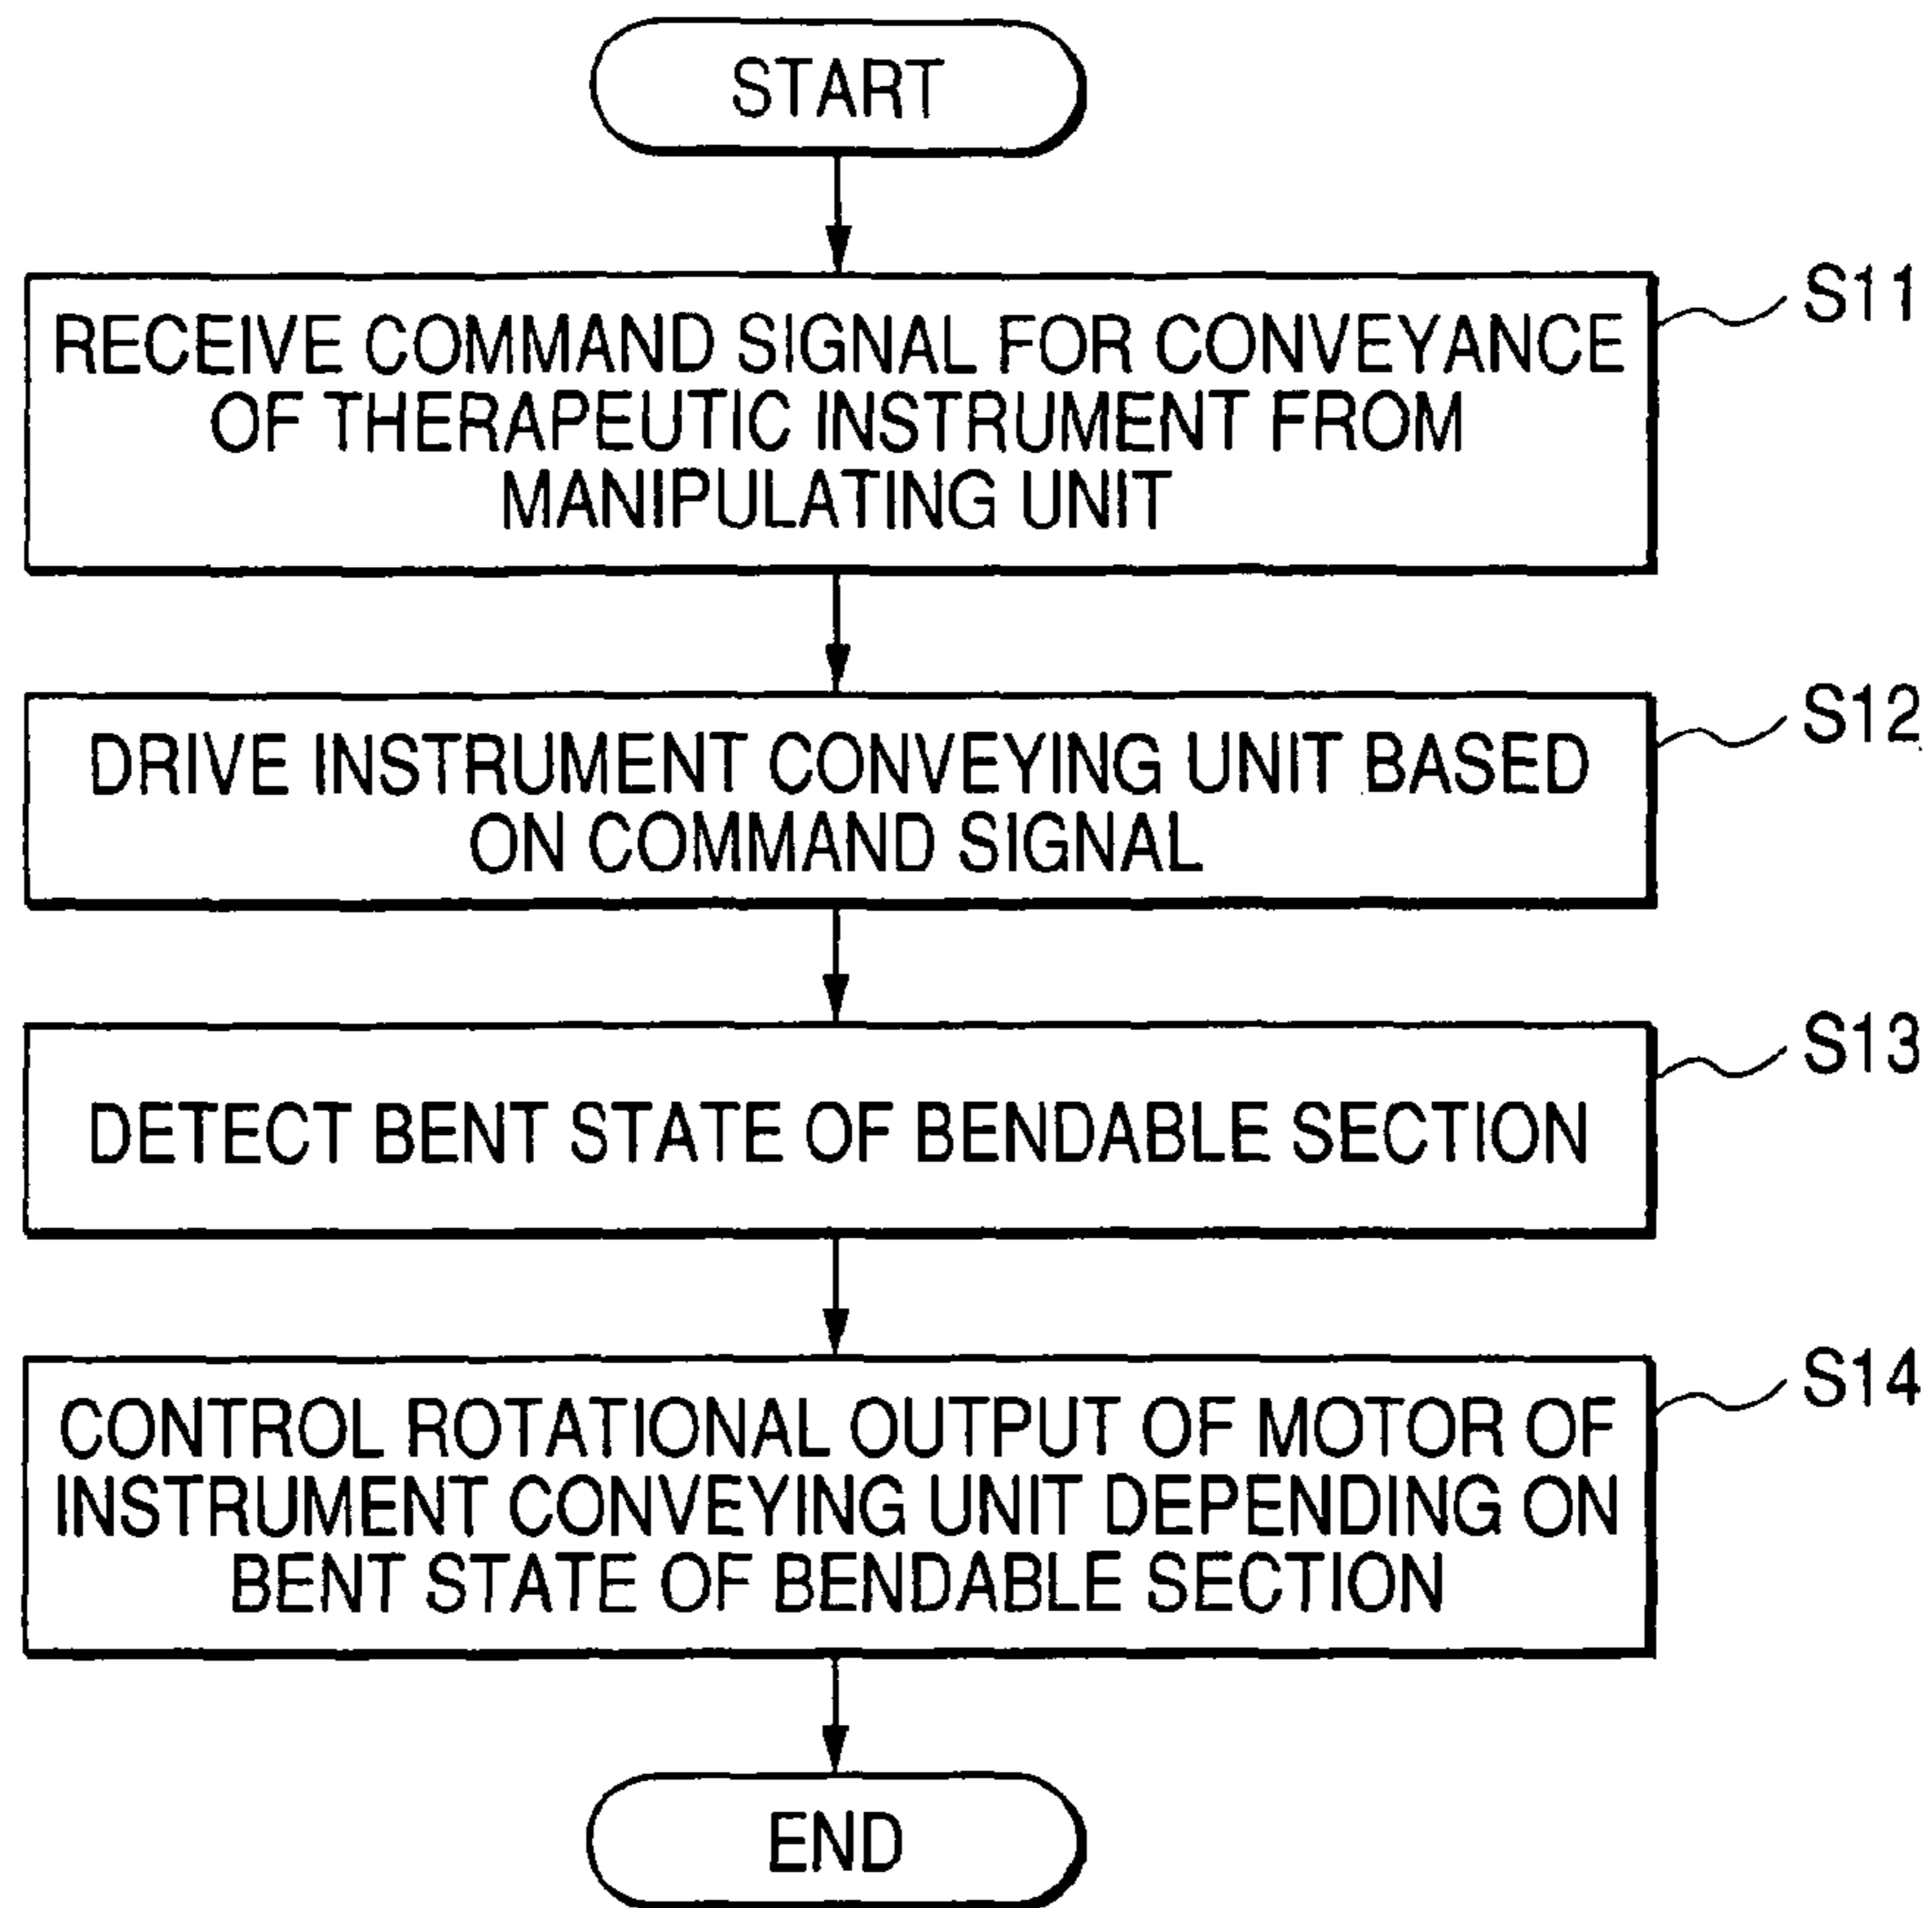 START
S11
RECEIVE COMMAND SIGNAL FOR CONVEYANCE
OF THERAPEUTIC INSTRUMENT FROM
MANIPULATING UNIT
S12
DRIVE INSTRUMENT CONVEYING UNIT BASED
ON COMMAND SIGNAL
S13
DETECT BENT STATE OF BENDABLE SECTION
S14
CONTROL ROTATIONAL OUTPUT OF MOTOR OF
INSTRUMENT CONVEYING UNIT DEPENDING ON
BENT STATE OF BENDABLE SECTION
END